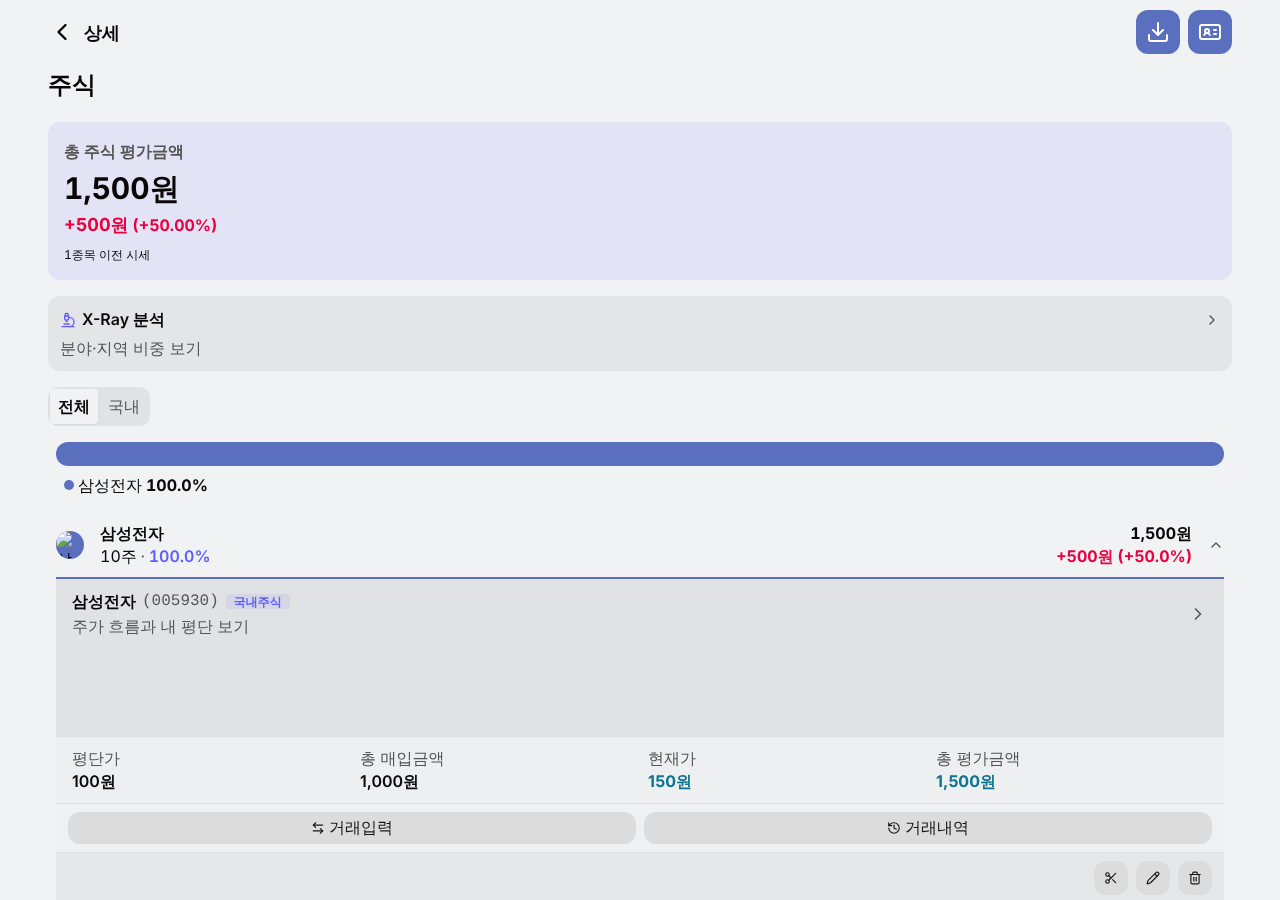 상세
주식
총 주식 평가금액
1,500원
+500원 (+50.00%)
1종목 이전 시세
X-Ray 분석
분야·지역 비중 보기
전체 국내
삼성전자 100.0%
삼성전자 1,500원
10주 · 100.0% +500원 (+50.0%)
삼성전자 (005930) 국내주식
주가 흐름과 내 평단 보기
평단가 총 매입금액 현재가 총 평가금액
100원 1,000원 150원 1,500원
거래입력 거래내역